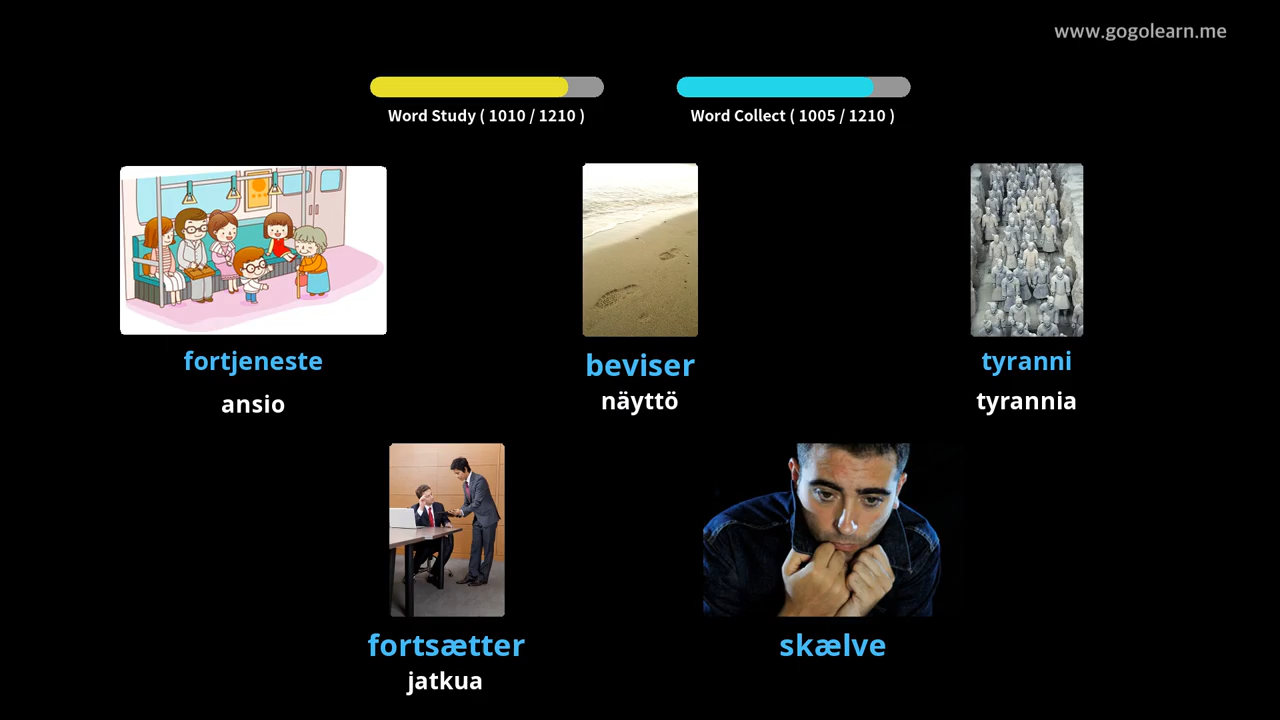 www.gogolearn.me
Word Study ( 1010 / 1210 )
Word Collect ( 1005 / 1210 )
fortjeneste
ansio
beviser
näyttö
tyranni
tyrannia
fortsætter
jatkua
skælve